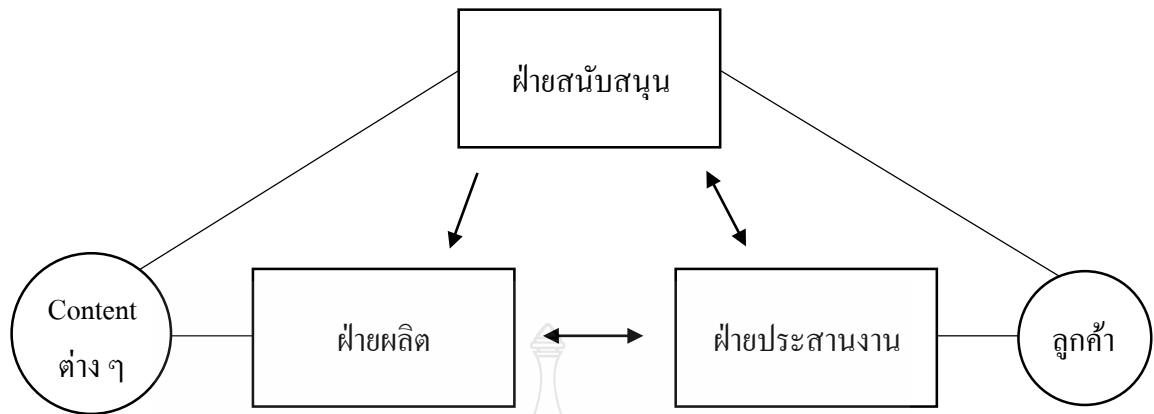 ฝ่ายสนับสนุน
Content
ต่าง ๆ
ฝ่ายผลิต
ฝ่ายประสานงาน
ลูกค้า